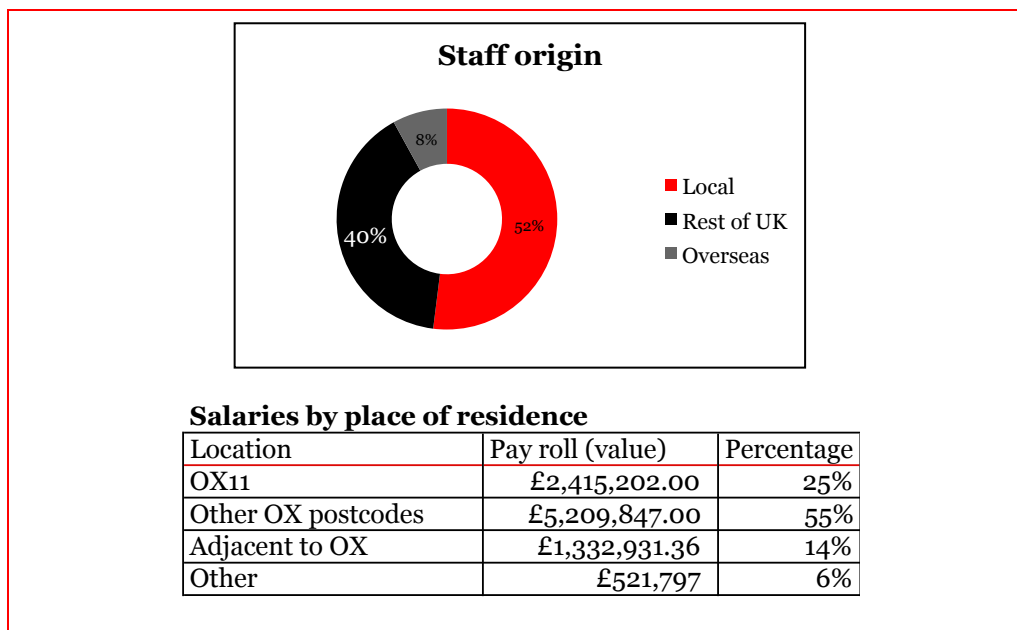 Staff origin
8%
40%
52%
Local
Rest of UK
Overseas
Salaries by place of residence
Location Pay roll (value) Percentage
OX11 £2,415,202.00 25%
Other OX postcodes £5,209,847.00 55%
Adjacent to OX £1,332,931.36 14%
Other £521,797 6%